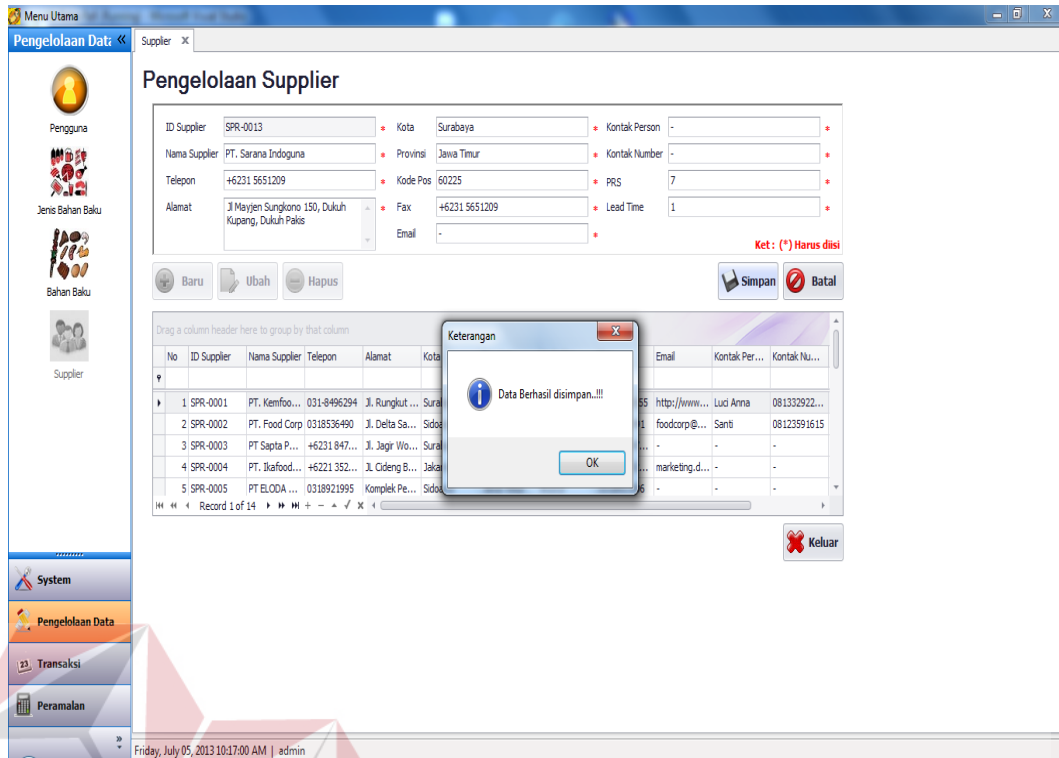 Menu Utama
Pengelolaan Data «
Supplier X
Pengelolaan Supplier
Pengguna
Jenis Bahan Baku
Bahan Baku
Supplier
ID Supplier SPR-0013 * Kota Surabaya * Kontak Person - *
Nama Supplier PT. Sarana Indoguna * Provinsi Jawa Timur * Kontak Number - *
Telepon +6231 5651209 * Kode Pos 60225 * PRS 7 *
Alamat Jl Mayjen Sungkono 150, Dukuh * Fax +6231 5651209 * Lead Time 1 *
Kupang, Dukuh Pakis
Email - *
Ket : (*) Harus diisi
Baru Ubah Hapus Simpan Batal
Drag a column header here to group by that column
No ID Supplier Nama Supplier Telepon Alamat Kota Email Kontak Per... Kontak Nu...
1 SPR-0001 PT. Kemfoo... 031-8496294 Jl. Rungkut ... http://www... Luci Anna 081332922...
2 SPR-0002 PT. Food Corp 0318536490 Jl. Delta Sa... foodcorp@... Santi 08123591615
3 SPR-0003 PT Sapta P... +6231 847... Jl. Jagir Wo... - - -
4 SPR-0004 PT. Ikafood... +6221 352... Jl. Cideng B... marketing.d... - -
5 SPR-0005 PT ELODA ... 0318921995 Komplek Pe... - - -
Record 1 of 14
Keterangan
Data Berhasil disimpan..!!!
OK
Keluar
System
Pengelolaan Data
23 Transaksi
Peramalan
Friday, July 05, 2013 10:17:00 AM | admin